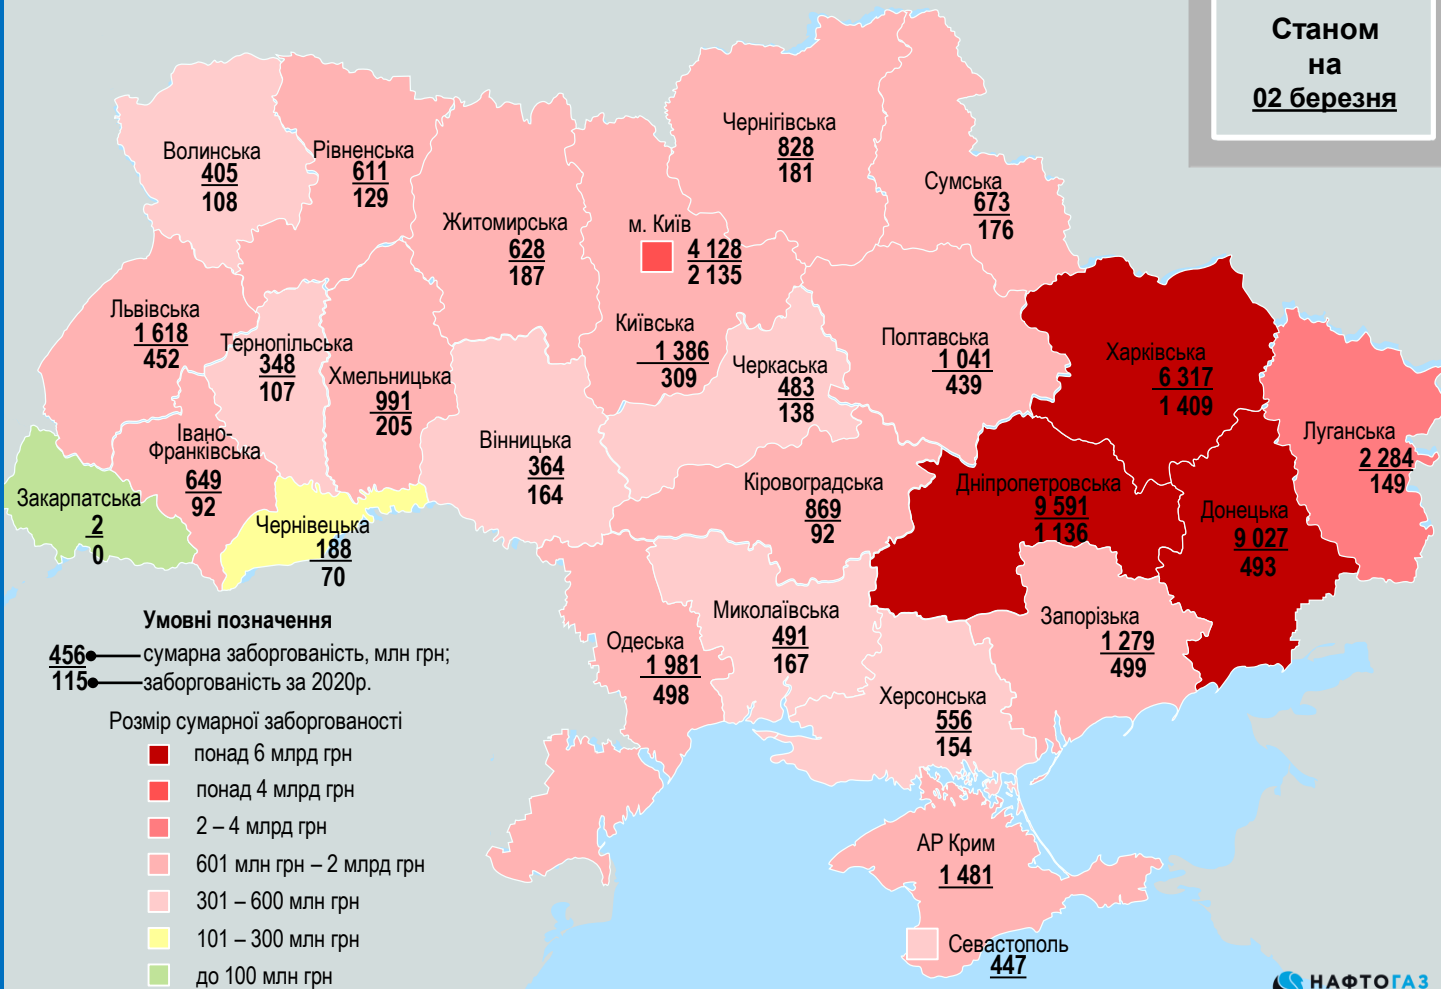 Станом
на
02 березня
Волинська
405
108
Рівненська
611
129
Житомирська
628
187
м. Київ
4 128
2 135
Чернігівська
828
181
Сумська
673
176
Львівська
1 618
452
Тернопільська
348
107
Хмельницька
991
205
Київська
1 386
309
Черкаська
483
138
Полтавська
1 041
439
Харківська
6 317
1 409
Луганська
2 284
149
Івано-
Франківська
649
92
Закарпатська
2
0
Чернівецька
188
70
Вінницька
364
164
Кіровоградська
869
92
Дніпропетровська
9 591
1 136
Донецька
9 027
493
Одеська
1 981
498
Миколаївська
491
167
Херсонська
556
154
Запорізька
1 279
499
АР Крим
1 481
Севастополь
447
Умовні позначення
456 сумарна заборгованість, млн грн;
115 заборгованість за 2020р.
Розмір сумарної заборгованості
понад 6 млрд грн
понад 4 млрд грн
2 – 4 млрд грн
601 млн грн – 2 млрд грн
301 – 600 млн грн
101 – 300 млн грн
до 100 млн грн
НАФТОГАЗ